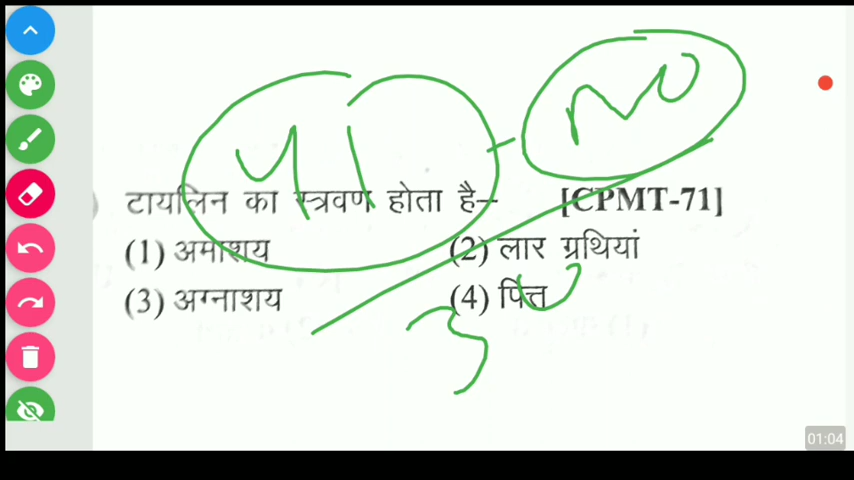 टायलिन का स्त्रवण होता है– [CPMT-71]
(1) अमाशय (2) लार ग्रथियां
(3) अग्नाशय (4) पित्त
01:04